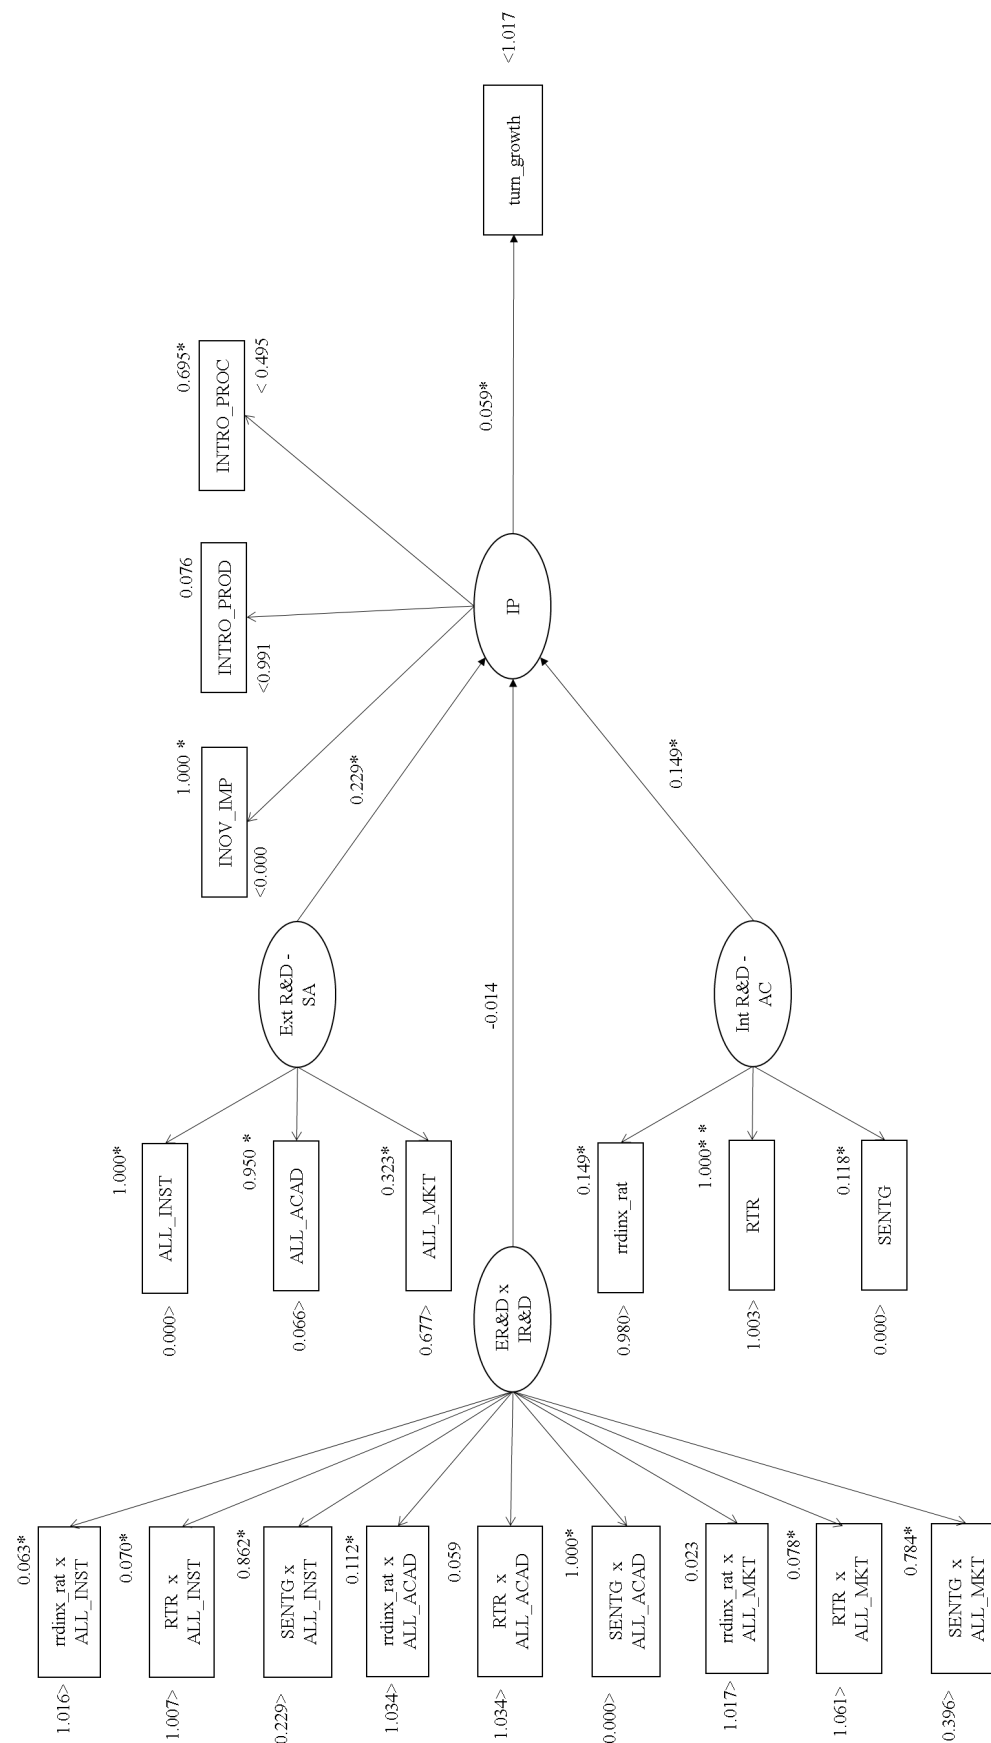 0.063*
1.016>
rrdinx_rat x
ALL_INST
0.070*
1.007>
RTR x
ALL_INST
0.862*
0.229>
SENTG x
ALL_INST
0.112*
1.034>
rrdinx_rat x
ALL_ACAD
0.059
1.034>
RTR x
ALL_ACAD
1.000*
0.000>
SENTG x
ALL_ACAD
0.023
1.017>
rrdinx_rat x
ALL_MKT
0.078*
1.061>
RTR x
ALL_MKT
0.784*
0.396>
SENTG x
ALL_MKT
ER&D x
IR&D
1.000*
0.000>
ALL_INST
0.950 *
0.066>
ALL_ACAD
0.323*
0.677>
ALL_MKT
0.149*
0.980>
rrdinx_rat
1.000* *
1.003>
RTR
0.118*
0.000>
SENTG
Ext R&D -
SA
Int R&D -
AC
0.229*
-0.014
0.149*
1.000 *
INOV_IMP
<0.000
0.076
INTRO_PROD
<0.991
0.695*
INTRO_PROC
< 0.495
IP
0.059*
turn_growth
<1.017